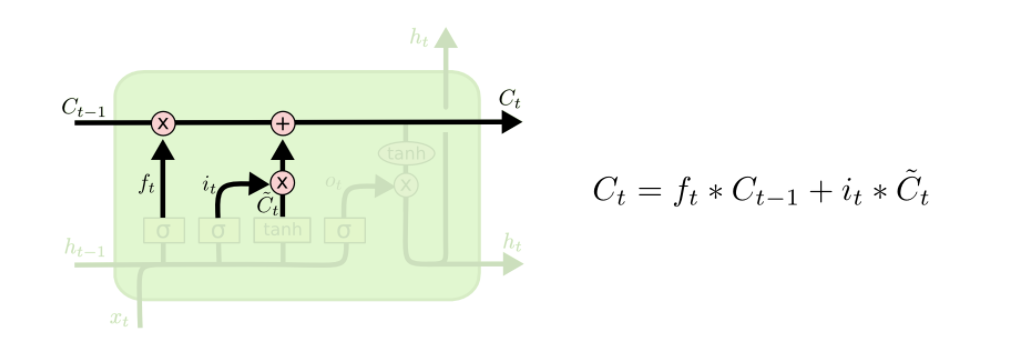 h_t
C_{t-1}
C_t
x
+
tanh
f_t
i_t
x
o_t
x
C̃_t
C_t = f_t * C_{t-1} + i_t * C̃_t
σ
σ
tanh
σ
h_{t-1}
h_t
x_t